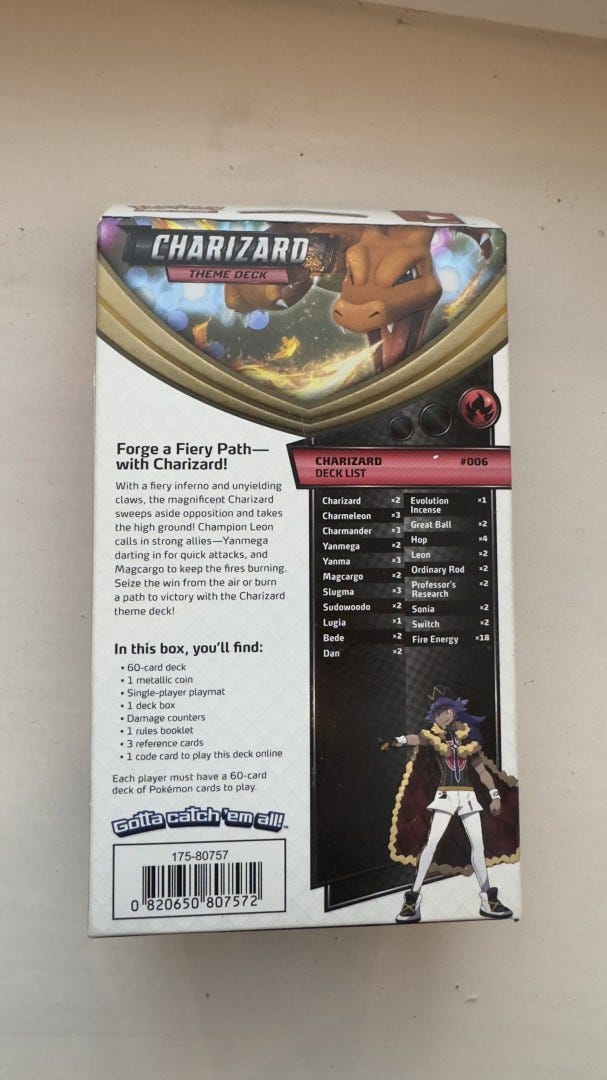 CHARIZARD
THEME DECK
Forge a Fiery Path—
with Charizard!
With a fiery inferno and unyielding
claws, the magnificent Charizard
sweeps aside opposition and takes
the high ground! Champion Leon
calls in strong allies—Yanmega
darting in for quick attacks, and
Magcargo to keep the fires burning.
Seize the win from the air or burn
a path to victory with the Charizard
theme deck!
In this box, you'll find:
• 60-card deck
• 1 metallic coin
• Single-player playmat
• 1 deck box
• Damage counters
• 1 rules booklet
• 3 reference cards
• 1 code card to play this deck online
Each player must have a 60-card
deck of Pokémon cards to play.
Gotta catch 'em all!™
175-80757
0 820650 807572
CHARIZARD #006
DECK LIST
Charizard ×2
Charmeleon ×3
Charmander ×3
Yanmega ×2
Yanma ×3
Magcargo ×2
Slugma ×3
Sudowoodo ×2
Lugia ×1
Bede ×2
Dan ×2
Evolution ×1
Incense
Great Ball ×2
Hop ×4
Leon ×2
Ordinary Rod ×2
Professor's ×2
Research
Sonia ×2
Switch ×2
Fire Energy ×18